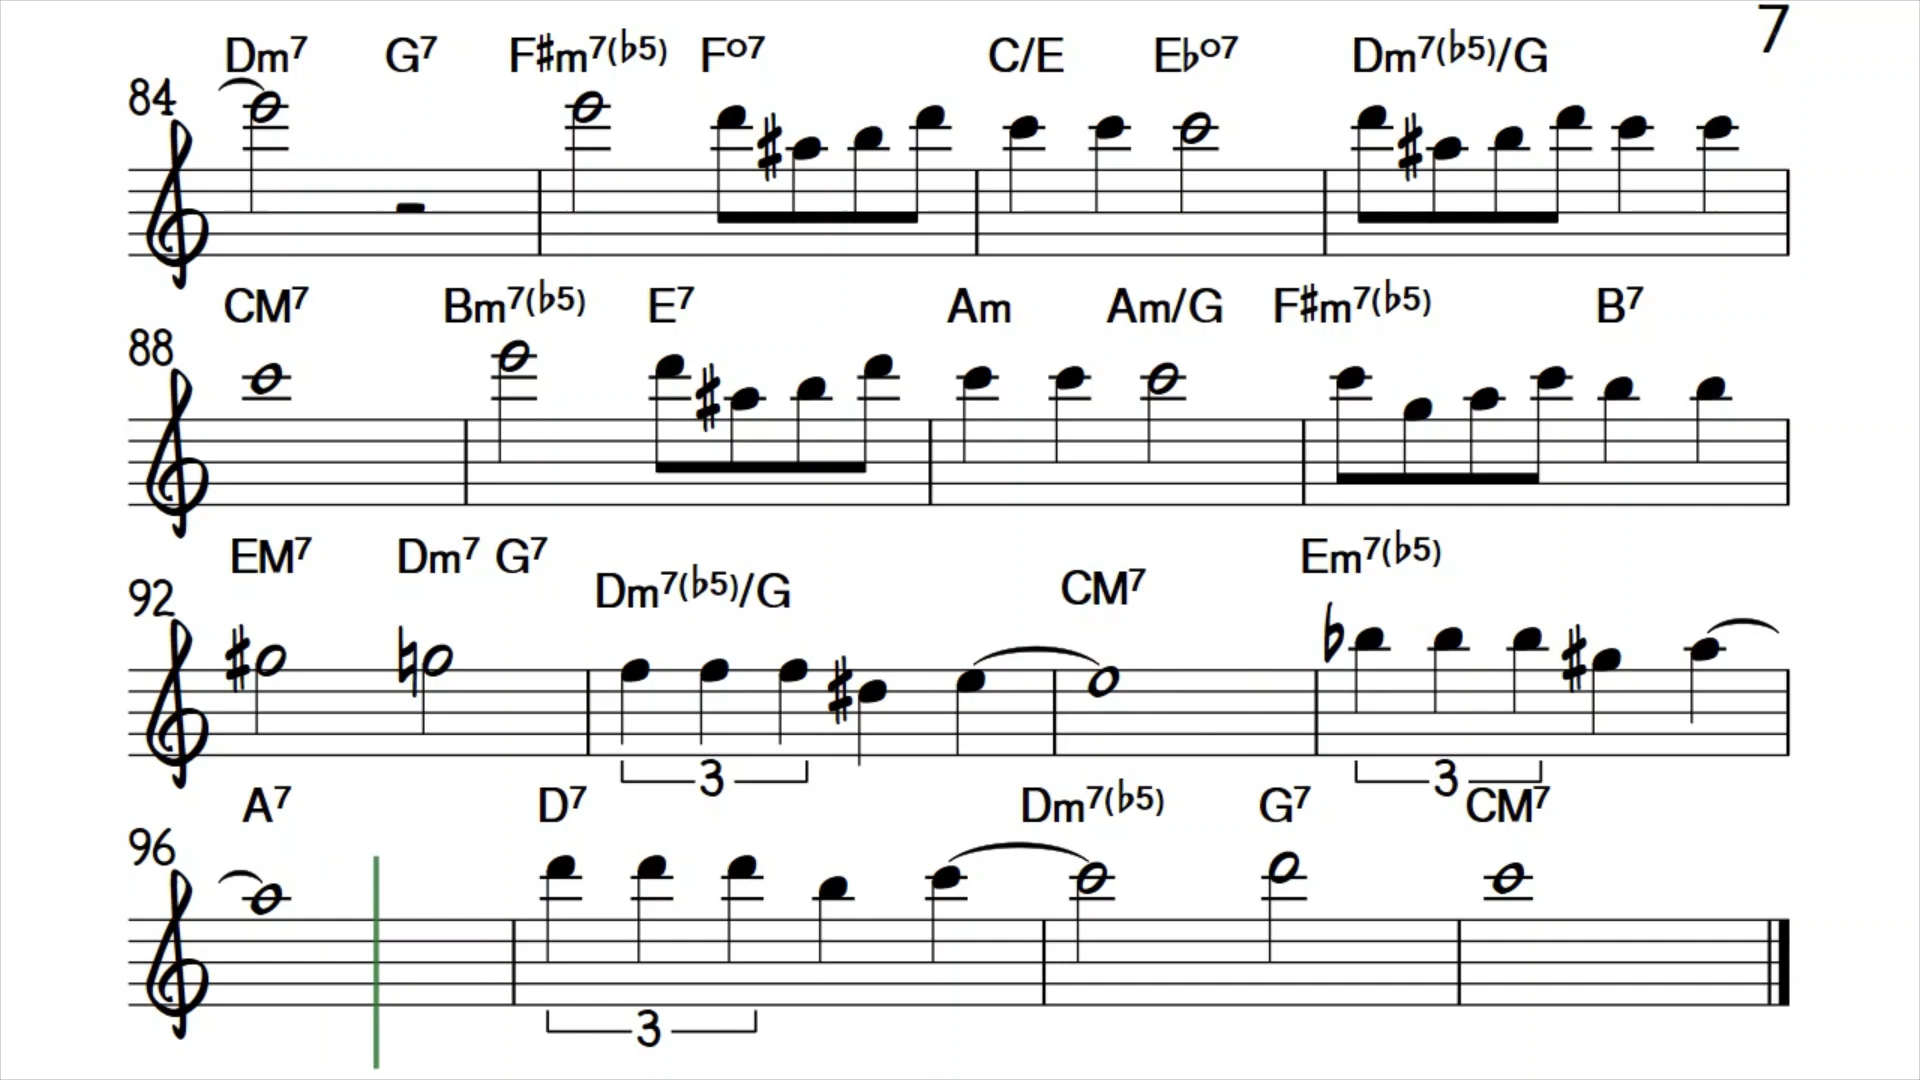 7
Dm7 G7 F#m7(b5) Fo7 C/E Ebo7 Dm7(b5)/G
84
CM7 Bm7(b5) E7 Am Am/G F#m7(b5) B7
88
EM7 Dm7 G7 Dm7(b5)/G CM7 Em7(b5)
92
3 3
A7 D7 Dm7(b5) G7 CM7
96
3